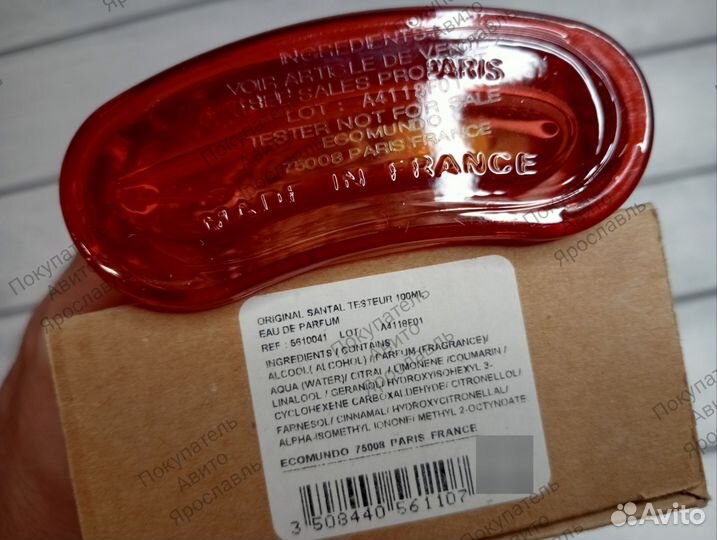 INGREDIENTS :
VOIR ARTICLE DE VENTE
PARIS
SEE SALES PRODUCT
LOT : A4118F01
TESTER NOT FOR SALE
ECOMUNDO
75008 PARIS FRANCE
MADE IN FRANCE
ORIGINAL SANTAL TESTEUR 100ML
EAU DE PARFUM
REF : 5610041 LOT: A4118F01
INGREDIENTS / CONTAINS
ALCOOL/ ALCOHOL) / PARFUM (FRAGRANCE)/
AQUA (WATER)/ CITRAL / LIMONENE /COUMARIN /
LINALOOL / GERANIOL/ HYDROXYISOHEXYL 3-
CYCLOHEXENE CARBOXALDEHYDE/ CITRONELLOL/
FARNESOL/ CINNAMAL/ HYDROXYCITRONELLAL/
ALPHA-ISOMETHYL IONONE/ METHYL 2-OCTYNOATE
ECOMUNDO 75008 PARIS FRANCE
3 508440 561107
Покупатель
Авито
Ярославль
Avito